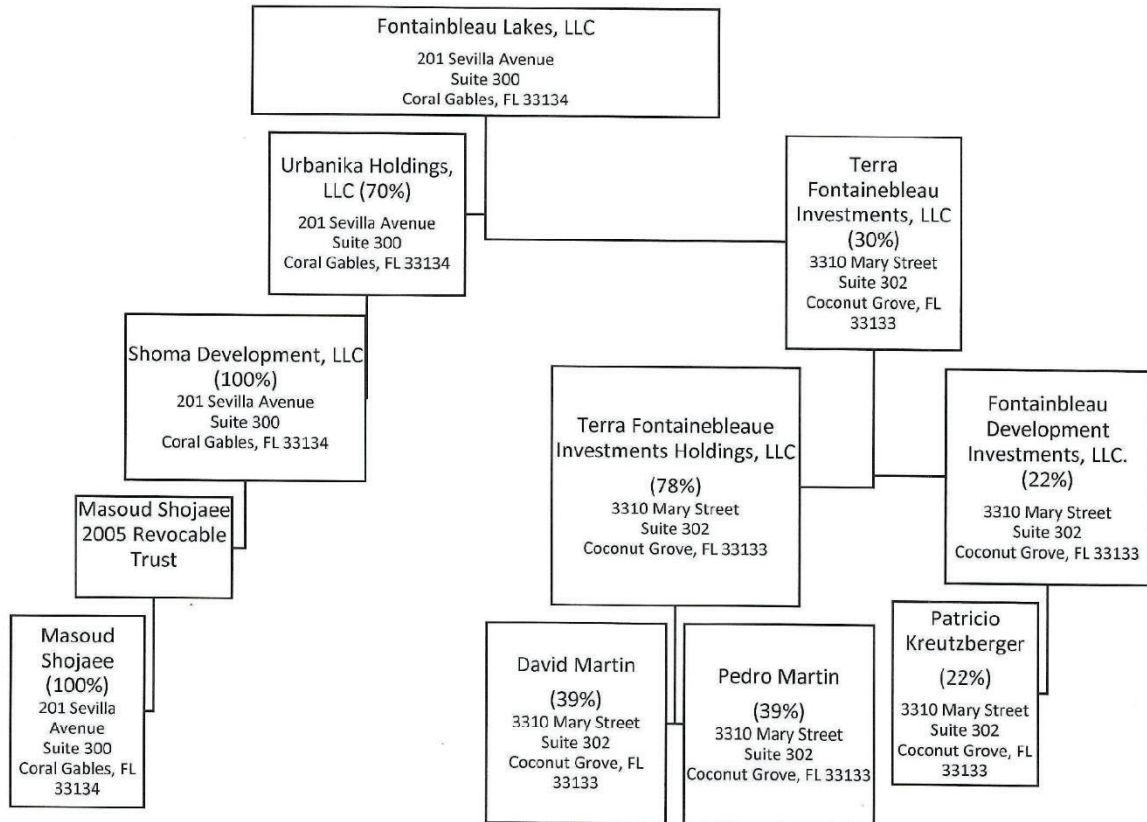 Fontainbleau Lakes, LLC
201 Sevilla Avenue
Suite 300
Coral Gables, FL 33134
Urbanika Holdings,
LLC (70%)
201 Sevilla Avenue
Suite 300
Coral Gables, FL 33134
Terra
Fontainebleau
Investments, LLC
(30%)
3310 Mary Street
Suite 302
Coconut Grove, FL
33133
Shoma Development, LLC
(100%)
201 Sevilla Avenue
Suite 300
Coral Gables, FL 33134
Terra Fontainebleaue
Investments Holdings, LLC
(78%)
3310 Mary Street
Suite 302
Coconut Grove, FL 33133
Fontainbleau
Development
Investments, LLC.
(22%)
3310 Mary Street
Suite 302
Coconut Grove, FL 33133
Masoud Shojaee
2005 Revocable
Trust
Masoud
Shojaee
(100%)
201 Sevilla
Avenue
Suite 300
Coral Gables, FL
33134
David Martin
(39%)
3310 Mary Street
Suite 302
Coconut Grove, FL
33133
Pedro Martin
(39%)
3310 Mary Street
Suite 302
Coconut Grove, FL 33133
Patricio
Kreutzberger
(22%)
3310 Mary Street
Suite 302
Coconut Grove, FL
33133